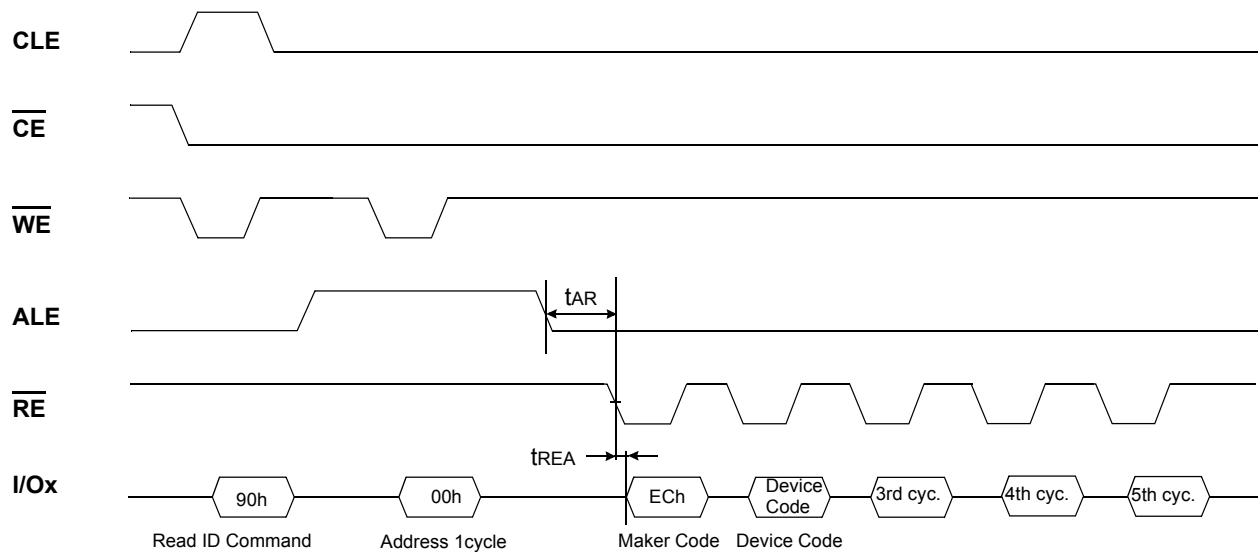 CLE
CE
WE
ALE
tAR
RE
tREA
I/Ox
90h
00h
ECh
Device
Code
3rd cyc.
4th cyc.
5th cyc.
Read ID Command
Address 1cycle
Maker Code
Device Code